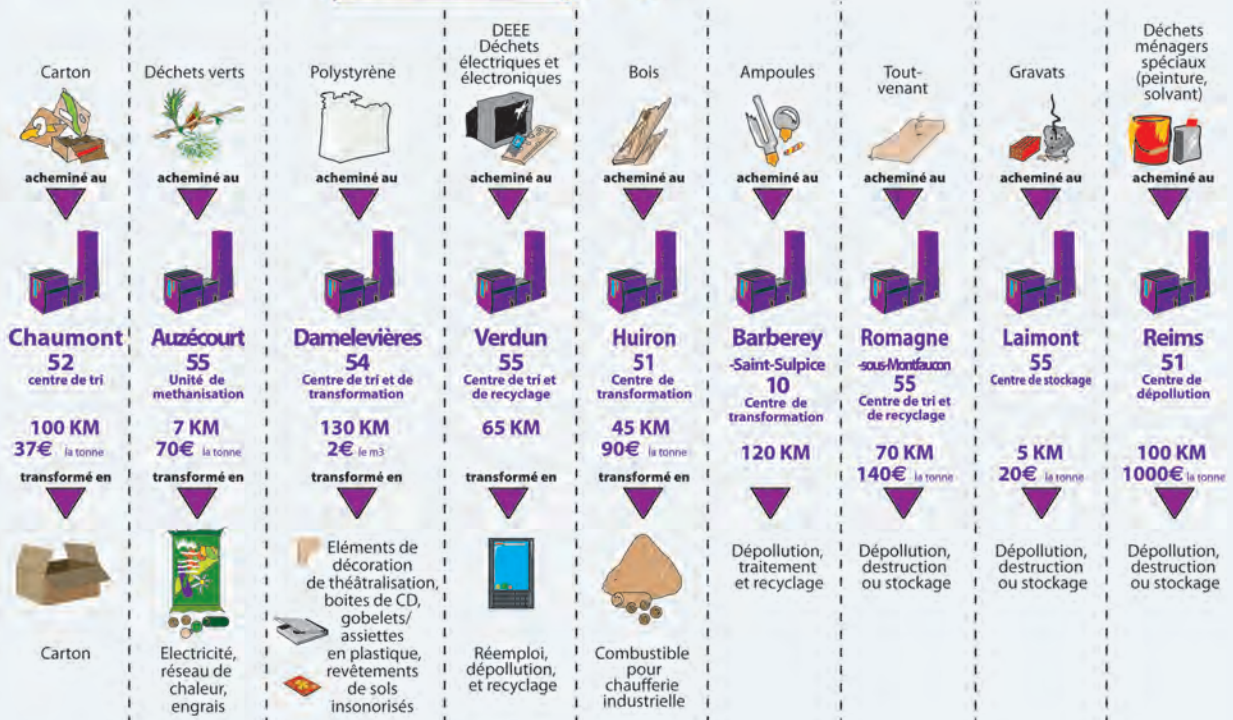 Carton
acheminé au
Chaumont
52
centre de tri
100 KM
37€ la tonne
transformé en
Carton
Déchets verts
acheminé au
Auzécourt
55
Unité de
methanisation
7 KM
70€ la tonne
transformé en
Electricité,
réseau de
chaleur,
engrais
Polystyrène
acheminé au
Damelevières
54
Centre de tri et de
transformation
130 KM
2€ le m3
transformé en
Eléments de
décoration
de théâtralisation,
boites de CD,
gobelets/
assiettes
en plastique,
revêtements
de sols
insonorisés
DEEE
Déchets
électriques et
électroniques
acheminé au
Verdun
55
Centre de tri et
de recyclage
65 KM
transformé en
Réemploi,
dépollution,
et recyclage
Bois
acheminé au
Huiron
51
Centre de
transformation
45 KM
90€ la tonne
transformé en
Combustible
pour
chaufferie
industrielle
Ampoules
acheminé au
Barberey
-Saint-Sulpice
10
Centre de
transformation
120 KM
Dépollution,
traitement
et recyclage
Tout-
venant
acheminé au
Romagne
-sous-Montfaucon
55
Centre de tri et
de recyclage
70 KM
140€ la tonne
Dépollution,
destruction
ou stockage
Gravats
acheminé au
Laimont
55
Centre de stockage
5 KM
20€ la tonne
Dépollution,
destruction
ou stockage
Déchets
ménagers
spéciaux
(peinture,
solvant)
acheminé au
Reims
51
Centre de
dépollution
100 KM
1000€ la tonne
Dépollution,
destruction
ou stockage